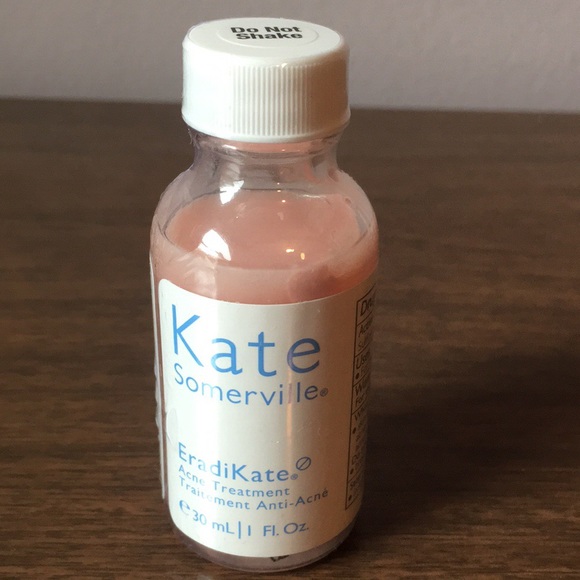 Do Not
Shake
Kate
Somerville®
EradiKate®
Acne Treatment
Traitement Anti-Acné
℮30 mL|1 Fl. Oz.